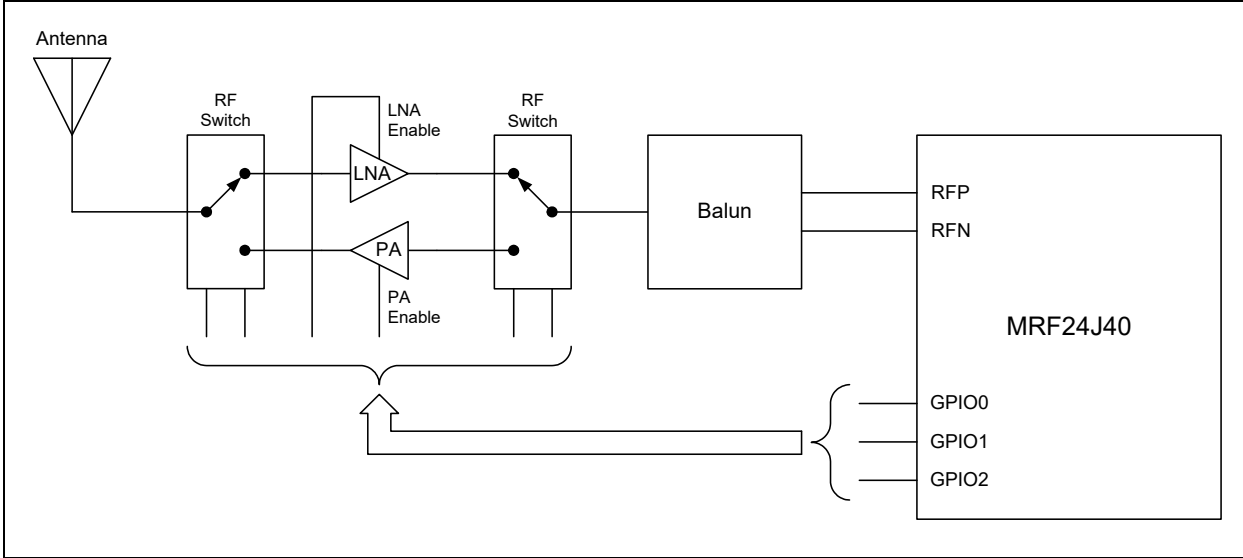 Antenna
RF
Switch
LNA
Enable
RF
Switch
LNA
PA
PA
Enable
Balun
RFP
RFN
MRF24J40
GPIO0
GPIO1
GPIO2